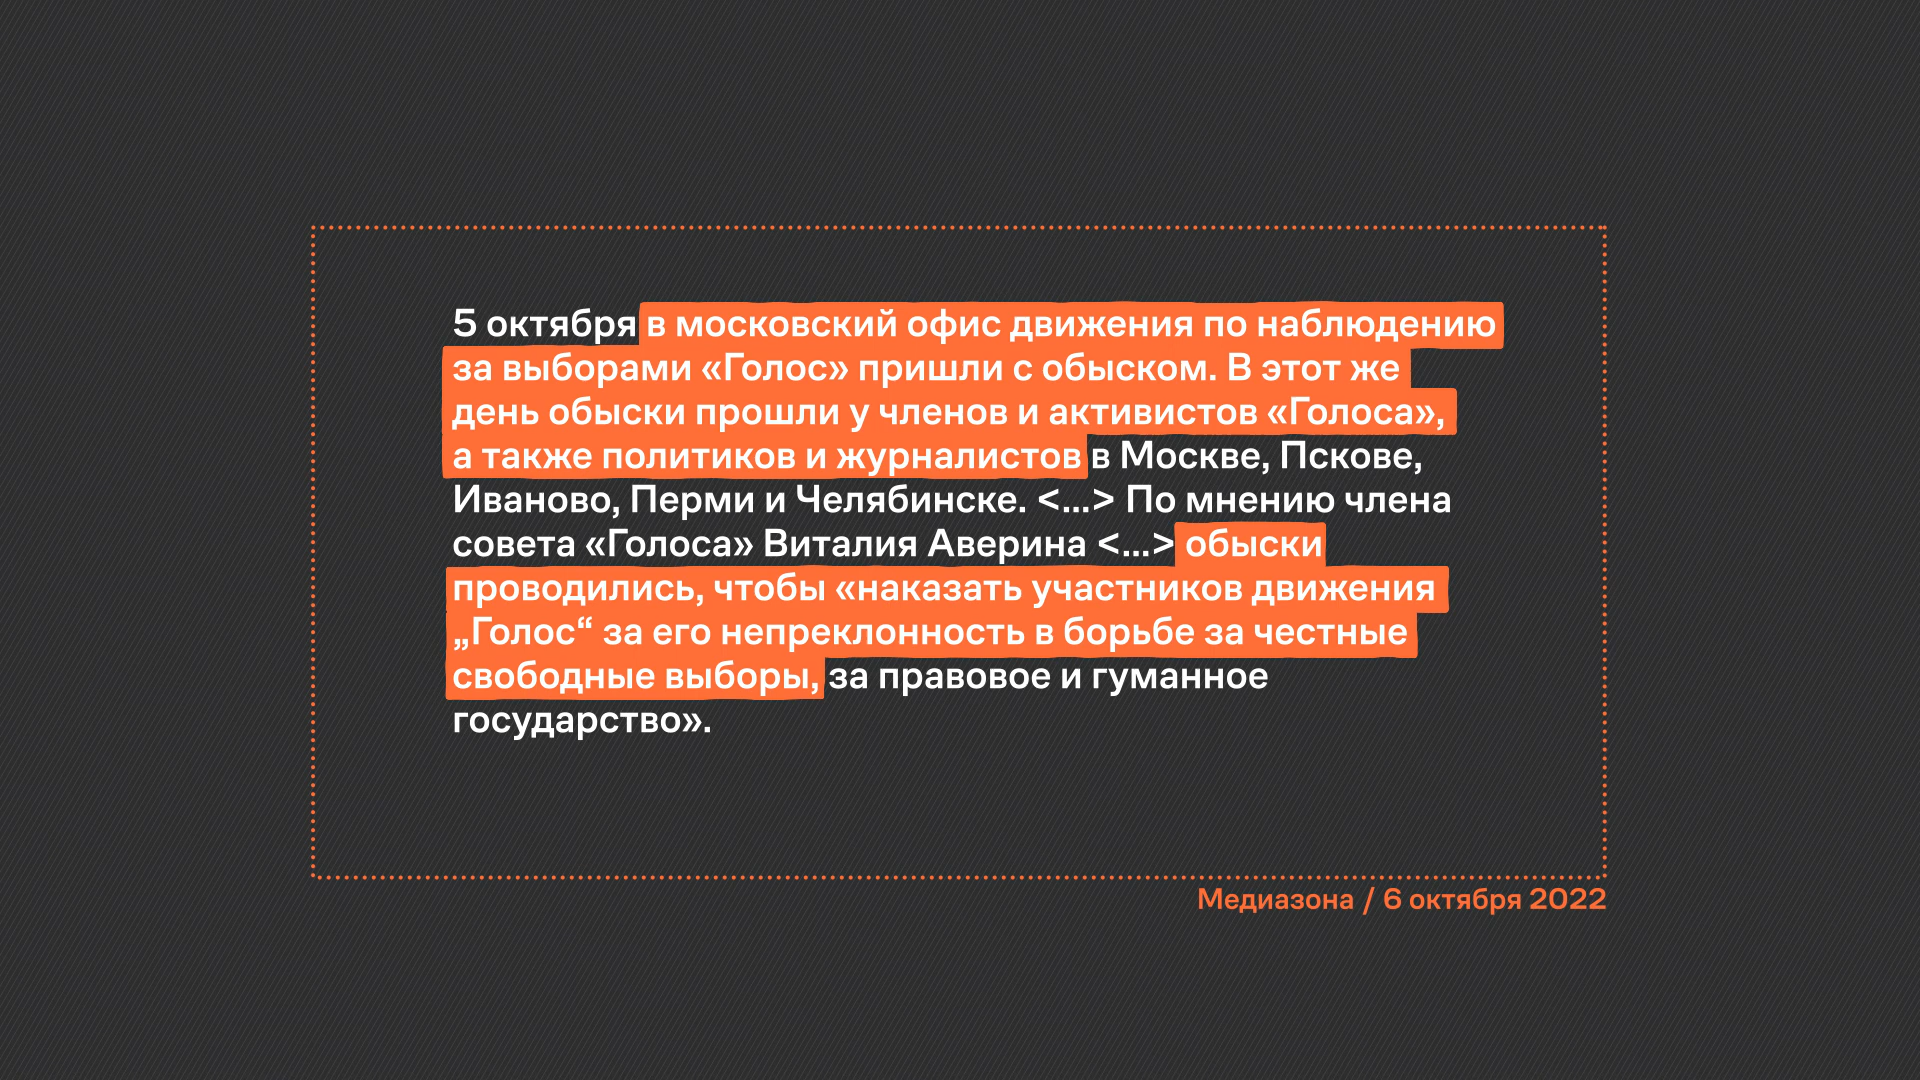 5 октября в московский офис движения по наблюдению
за выборами «Голос» пришли с обыском. В этот же
день обыски прошли у членов и активистов «Голоса»,
а также политиков и журналистов в Москве, Пскове,
Иваново, Перми и Челябинске. <...> По мнению члена
совета «Голоса» Виталия Аверина <...> обыски
проводились, чтобы «наказать участников движения
„Голос“ за его непреклонность в борьбе за честные
свободные выборы, за правовое и гуманное
государство».
Медиазона / 6 октября 2022